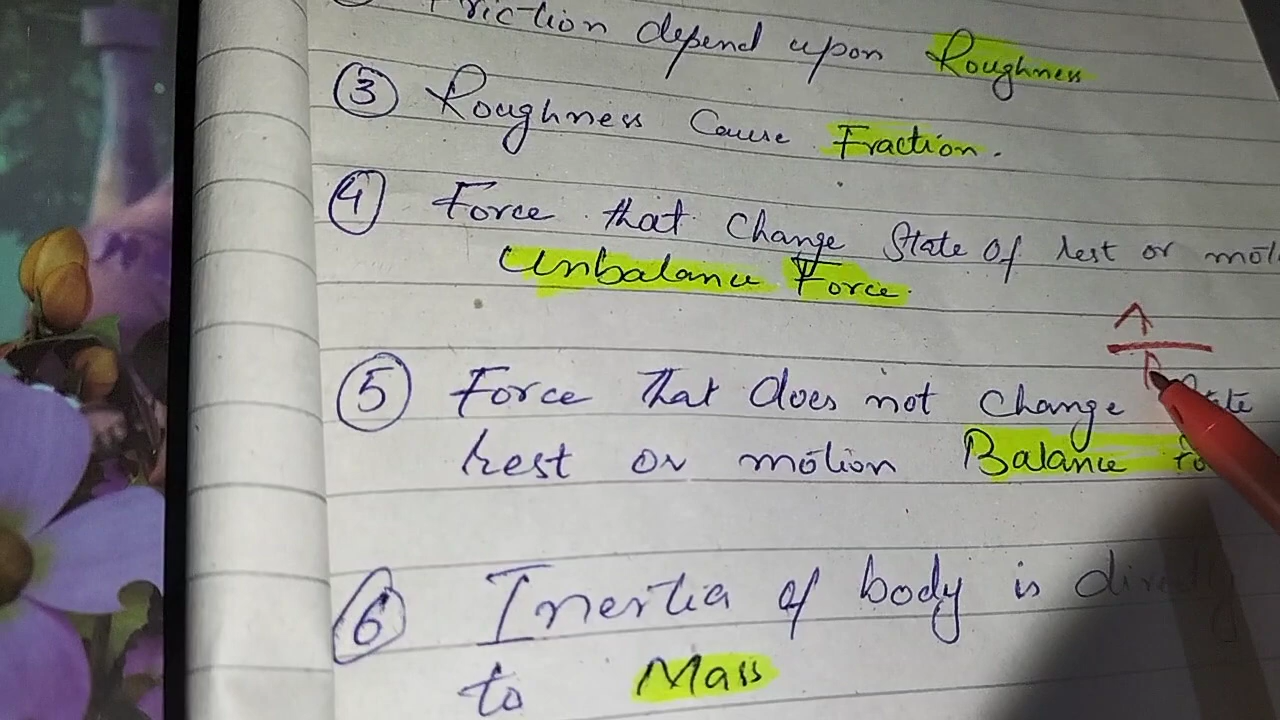 Friction depend upon Roughness
③ Roughness Cause Fraction.
④ Force that Change State of rest or
Unbalance Force.
⑤ Force That does not Change
rest or motion Balance
⑥ Inertia of body is directly
to Mass